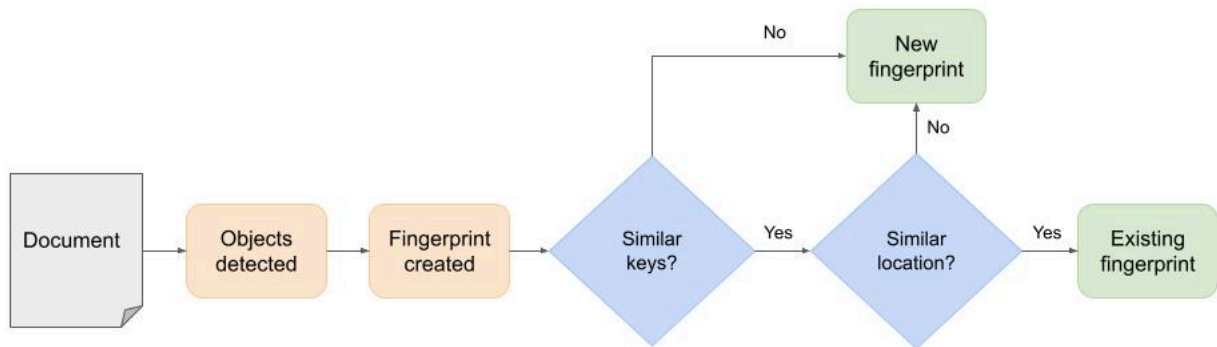 No
New
fingerprint
No
Document
Objects
detected
Fingerprint
created
Similar
keys?
Yes
Similar
location?
Yes
Existing
fingerprint